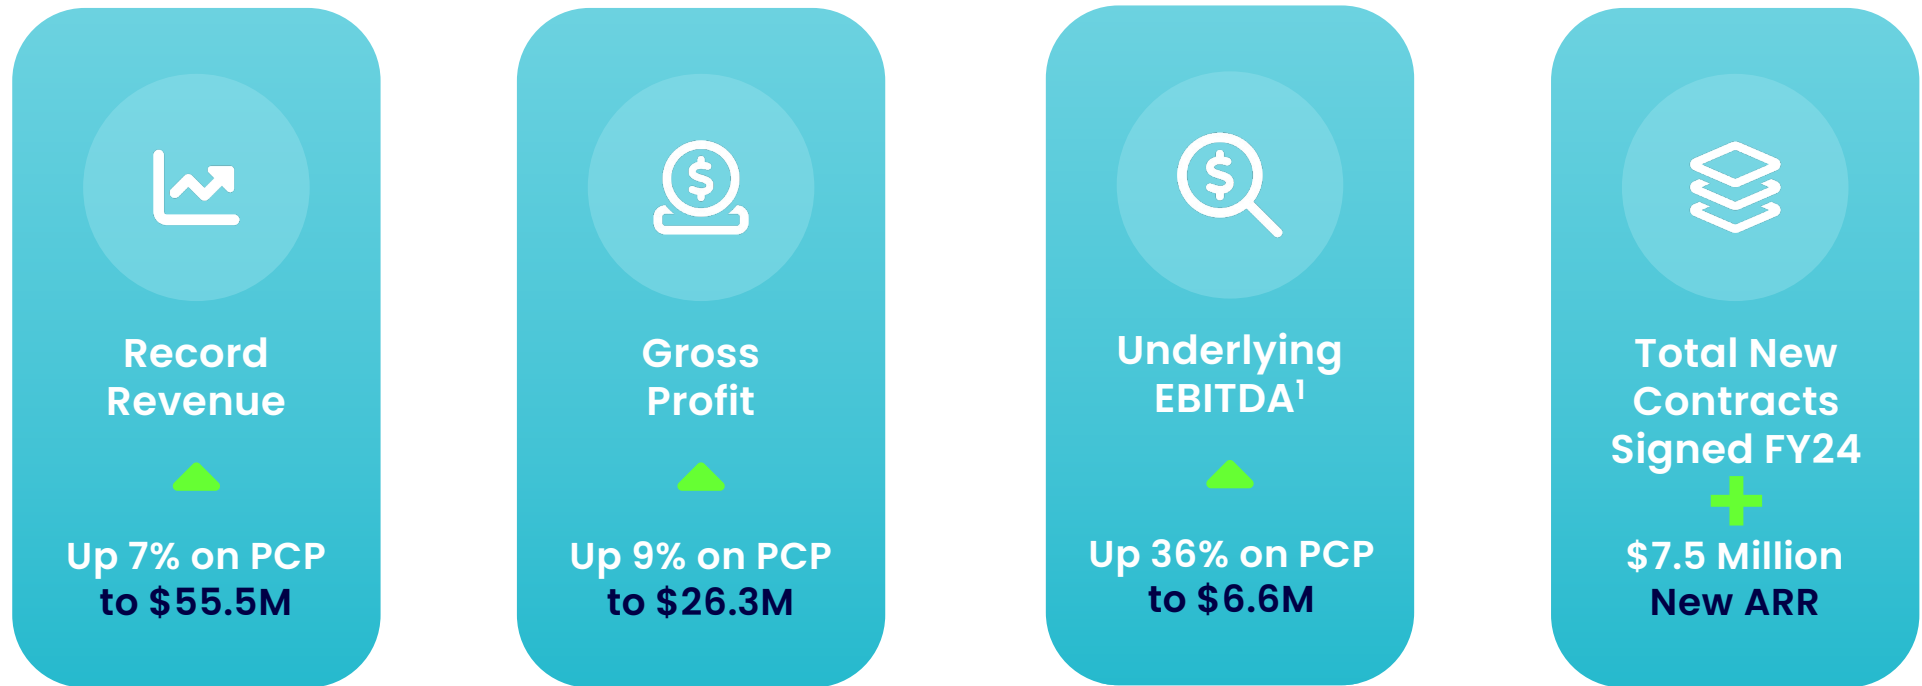 Record
Revenue
Up 7% on PCP
to $55.5M
Gross
Profit
Up 9% on PCP
to $26.3M
Underlying
EBITDA¹
Up 36% on PCP
to $6.6M
Total New
Contracts
Signed FY24
$7.5 Million
New ARR